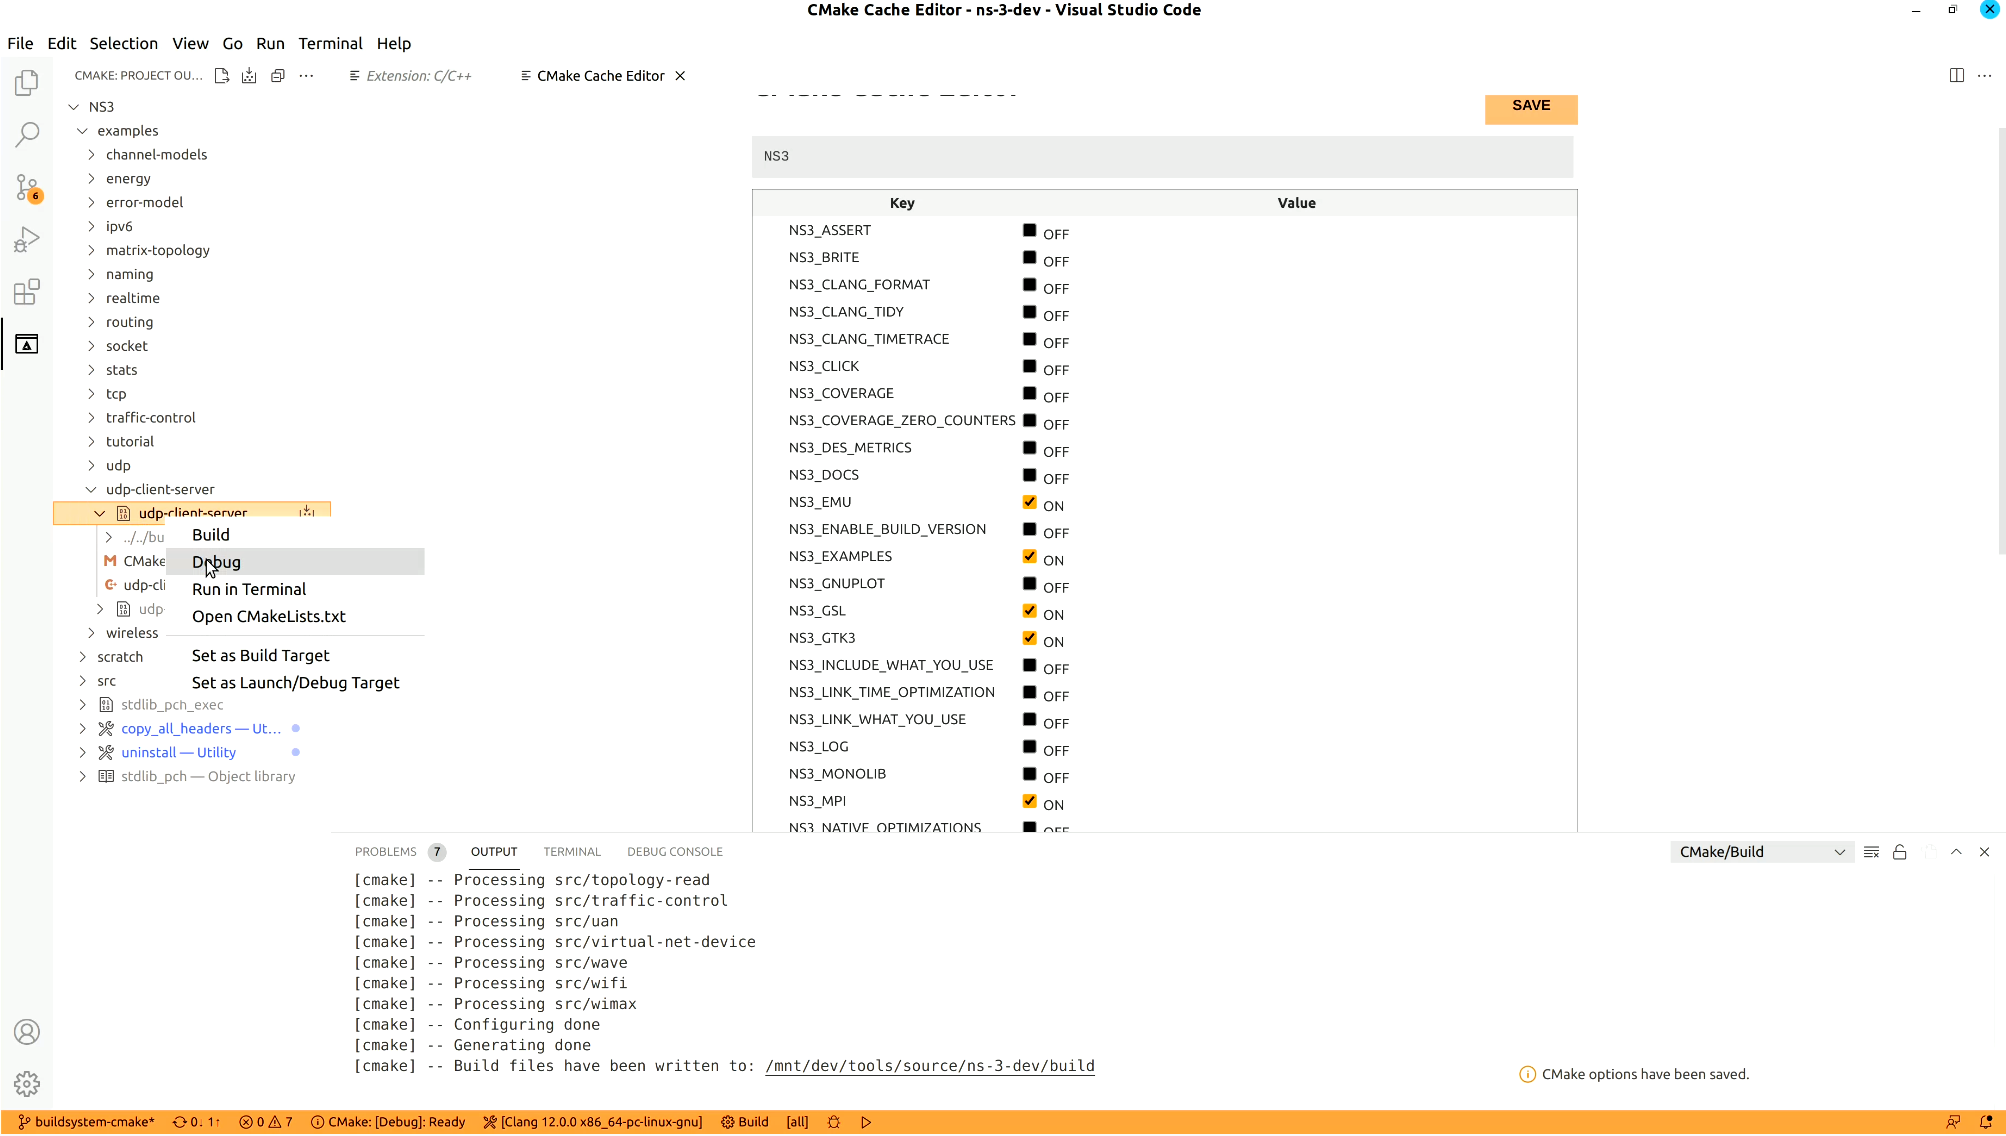 CMake Cache Editor - ns-3-dev - Visual Studio Code
File Edit Selection View Go Run Terminal Help
CMAKE: PROJECT OU...
Extension: C/C++
CMake Cache Editor
SAVE
NS3
examples
channel-models
energy
error-model
ipv6
matrix-topology
naming
realtime
routing
socket
stats
tcp
traffic-control
tutorial
udp
udp-client-server
udp-client-server
../../bu
CMake
udp-cli
udp-
wireless
scratch
src
stdlib_pch_exec
copy_all_headers — Ut...
uninstall — Utility
stdlib_pch — Object library
6
Build
Debug
Run in Terminal
Open CMakeLists.txt
Set as Build Target
Set as Launch/Debug Target
NS3
Key Value
NS3_ASSERT OFF
NS3_BRITE OFF
NS3_CLANG_FORMAT OFF
NS3_CLANG_TIDY OFF
NS3_CLANG_TIMETRACE OFF
NS3_CLICK OFF
NS3_COVERAGE OFF
NS3_COVERAGE_ZERO_COUNTERS OFF
NS3_DES_METRICS OFF
NS3_DOCS OFF
NS3_EMU ON
NS3_ENABLE_BUILD_VERSION OFF
NS3_EXAMPLES ON
NS3_GNUPLOT OFF
NS3_GSL ON
NS3_GTK3 ON
NS3_INCLUDE_WHAT_YOU_USE OFF
NS3_LINK_TIME_OPTIMIZATION OFF
NS3_LINK_WHAT_YOU_USE OFF
NS3_LOG OFF
NS3_MONOLIB OFF
NS3_MPI ON
NS3_NATIVE_OPTIMIZATIONS OFF
PROBLEMS 7 OUTPUT TERMINAL DEBUG CONSOLE
CMake/Build
[cmake] -- Processing src/topology-read
[cmake] -- Processing src/traffic-control
[cmake] -- Processing src/uan
[cmake] -- Processing src/virtual-net-device
[cmake] -- Processing src/wave
[cmake] -- Processing src/wifi
[cmake] -- Processing src/wimax
[cmake] -- Configuring done
[cmake] -- Generating done
[cmake] -- Build files have been written to: /mnt/dev/tools/source/ns-3-dev/build
CMake options have been saved.
buildsystem-cmake* 0↓ 1↑ 0 7 CMake: [Debug]: Ready [Clang 12.0.0 x86_64-pc-linux-gnu] Build [all]